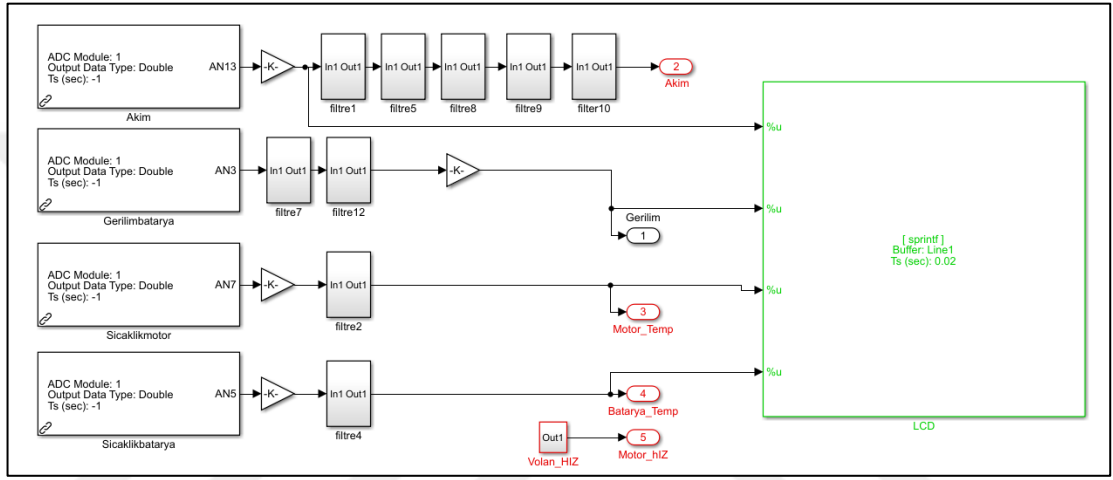 ADC Module: 1
Output Data Type: Double
Ts (sec): -1
AN13
Akim
-K-
In1 Out1
filtre1
In1 Out1
filtre5
In1 Out1
filtre8
In1 Out1
filtre9
In1 Out1
filter10
2
Akim
ADC Module: 1
Output Data Type: Double
Ts (sec): -1
AN3
Gerilimbatarya
In1 Out1
filtre7
In1 Out1
filtre12
-K-
Gerilim
1
ADC Module: 1
Output Data Type: Double
Ts (sec): -1
AN7
Sicaklikmotor
-K-
In1 Out1
filtre2
3
Motor_Temp
ADC Module: 1
Output Data Type: Double
Ts (sec): -1
AN5
Sicaklikbatarya
-K-
In1 Out1
filtre4
4
Batarya_Temp
Out1
Volan_HIZ
5
Motor_hIZ
%u
%u
%u
%u
[ sprintf ]
Buffer: Line1
Ts (sec): 0.02
LCD